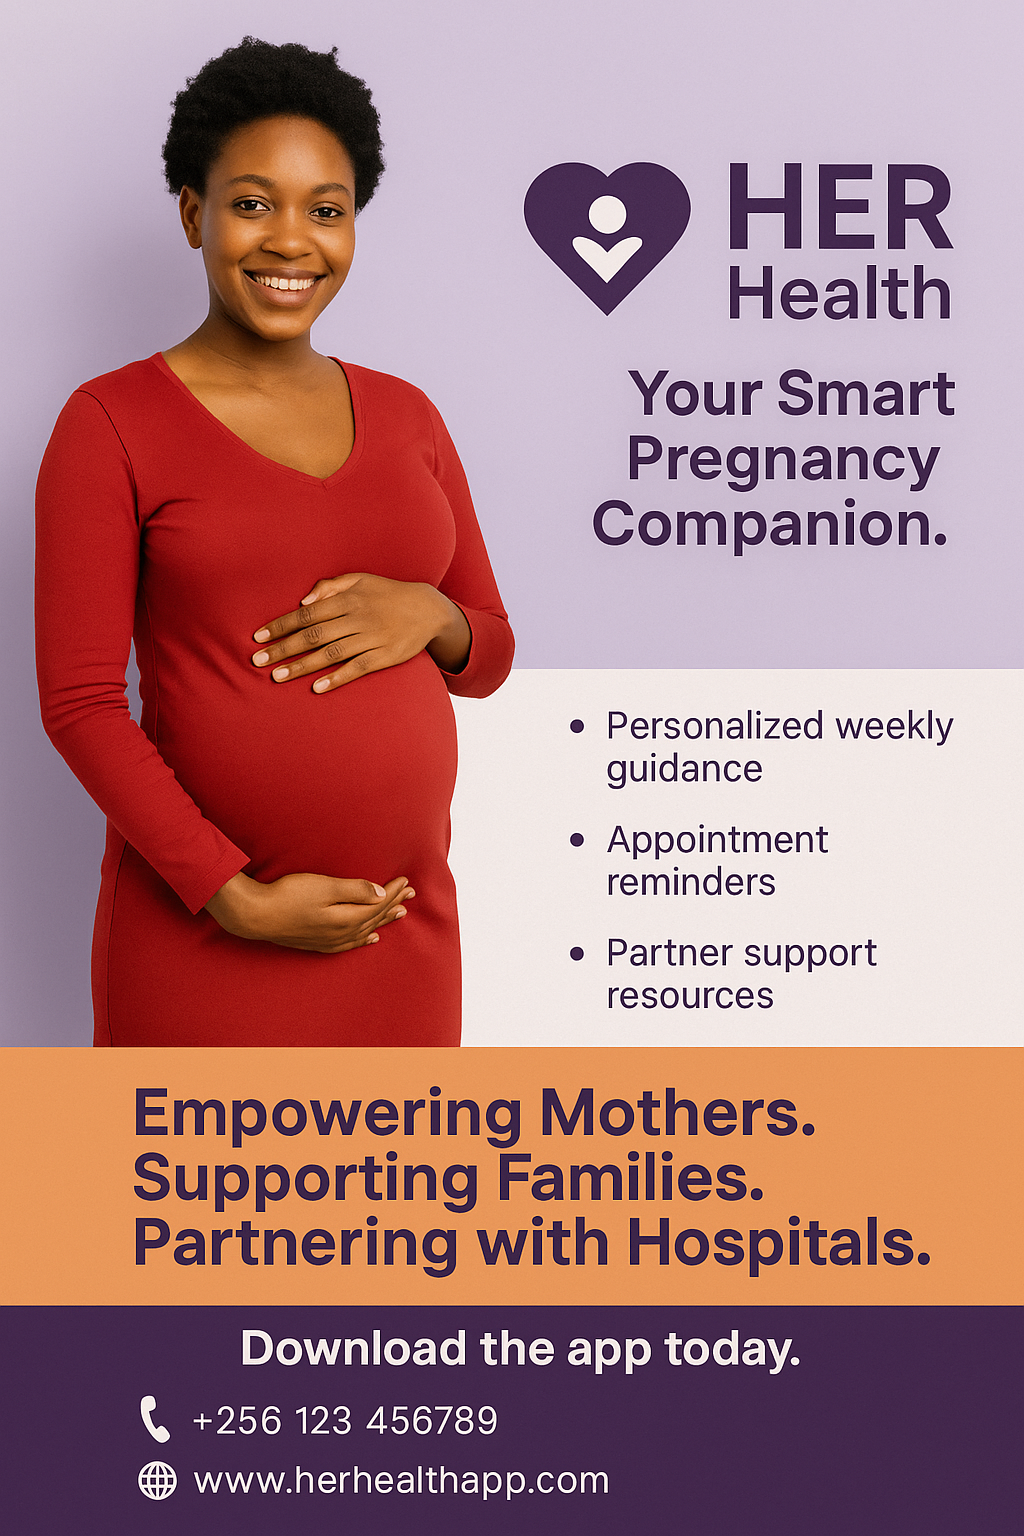 HER
Health
Your Smart
Pregnancy
Companion.
• Personalized weekly
guidance
• Appointment
reminders
• Partner support
resources
Empowering Mothers.
Supporting Families.
Partnering with Hospitals.
Download the app today.
+256 123 456789
www.herhealthapp.com